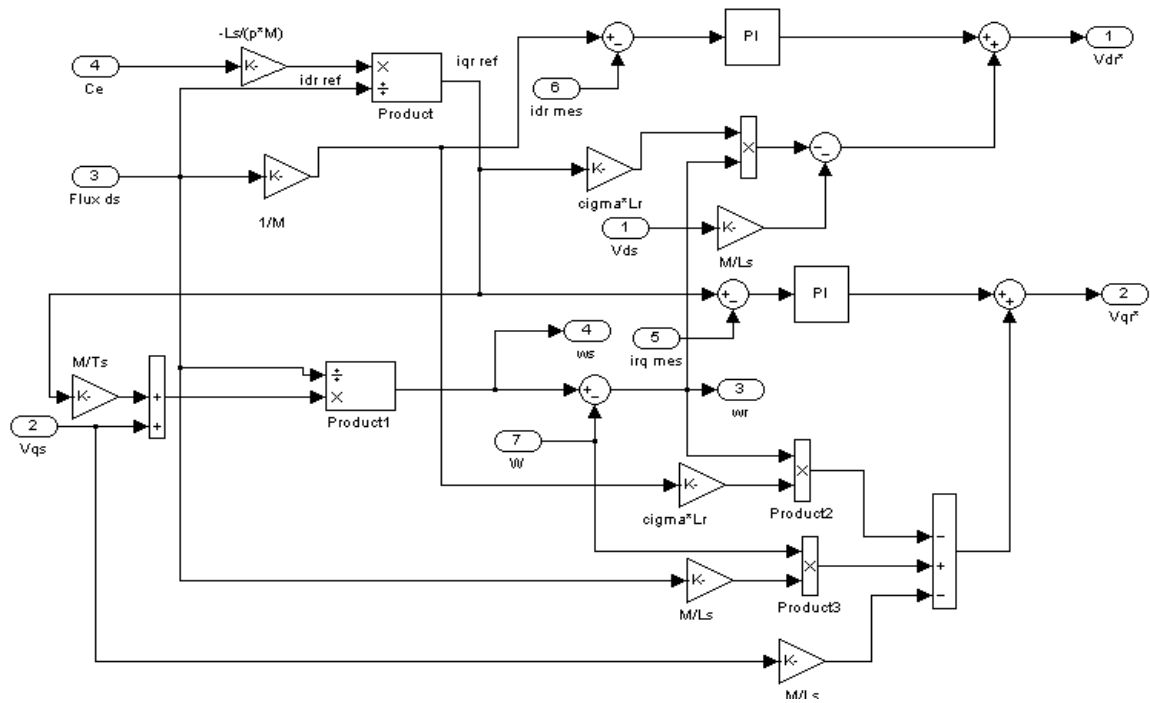 -Ls/(p*M)
4
Ce
K-
idr ref
×
÷
Product
iqr ref
+
−
PI
6
idr mes
+
+
1
Vdr*
3
Flux ds
K-
1/M
K-
cigma*Lr
×
−
−
1
Vds
K-
M/Ls
+
−
PI
+
+
2
Vqr*
5
irq mes
4
ws
M/Ts
K-
+
+
÷
×
Product1
+
−
3
wr
2
Vqs
7
W
K-
cigma*Lr
×
Product2
−
+
−
K-
M/Ls
×
Product3
K-
M/Ls